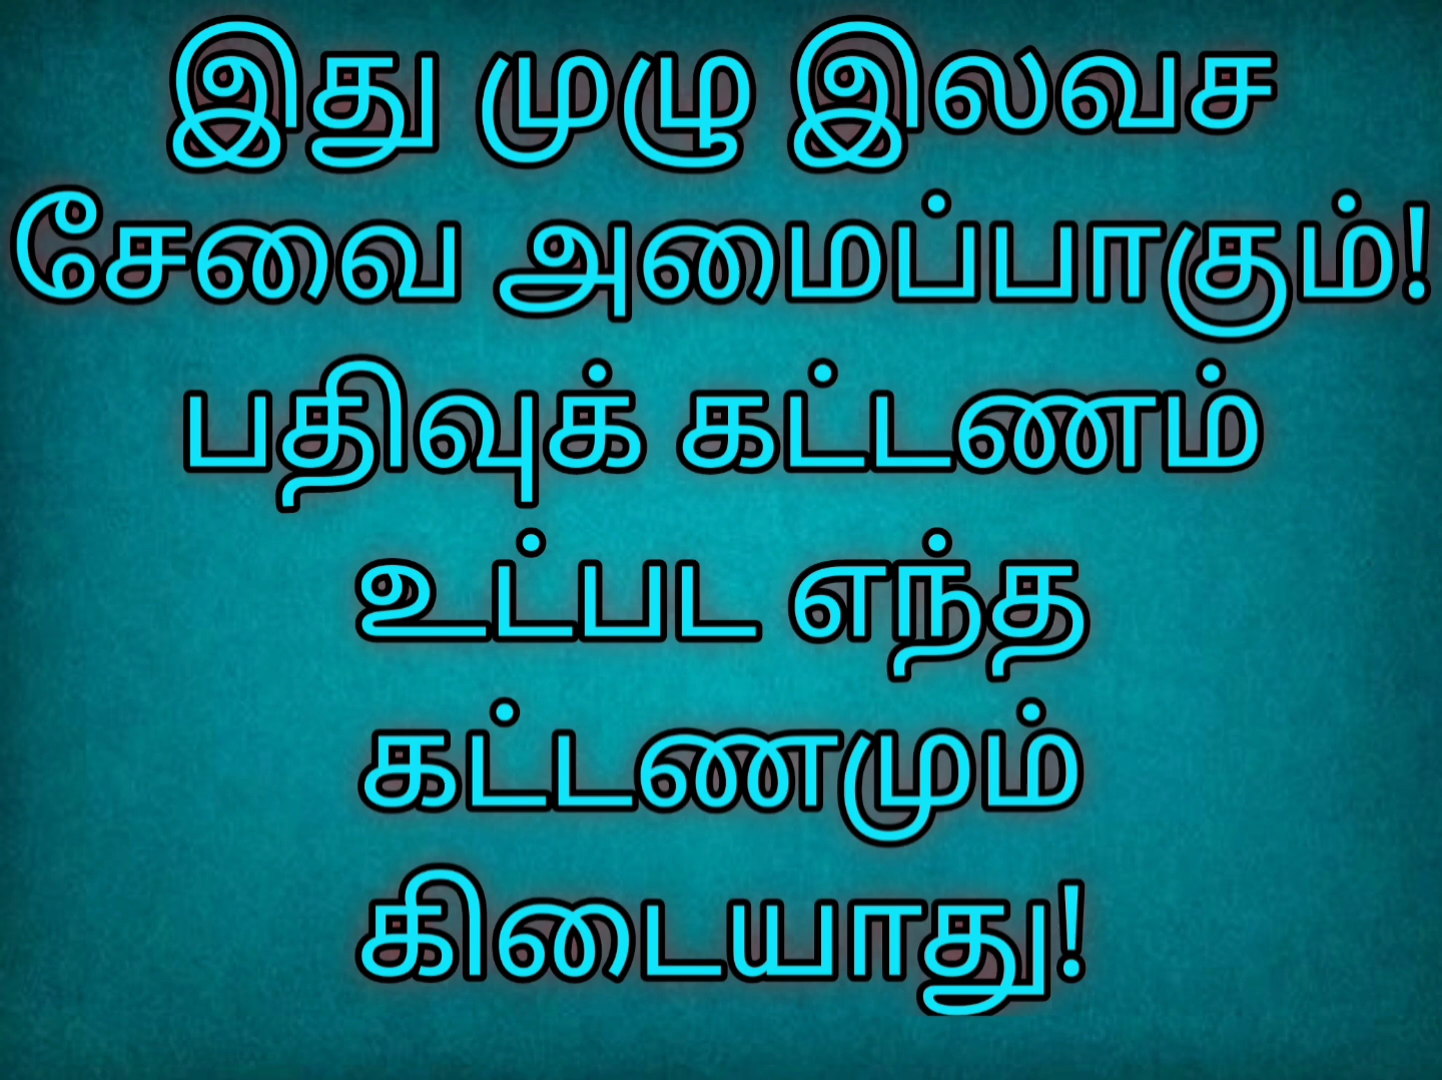 இது முழு இலவச
சேவை அமைப்பாகும்!
பதிவுக் கட்டணம்
உட்பட எந்த
கட்டணமும்
கிடையாது!